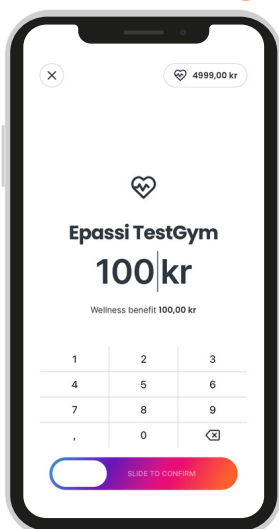 4999,00 kr
Epassi TestGym
100 kr
Wellness benefit 100,00 kr
1 2 3
4 5 6
7 8 9
, 0
SLIDE TO CONFIRM